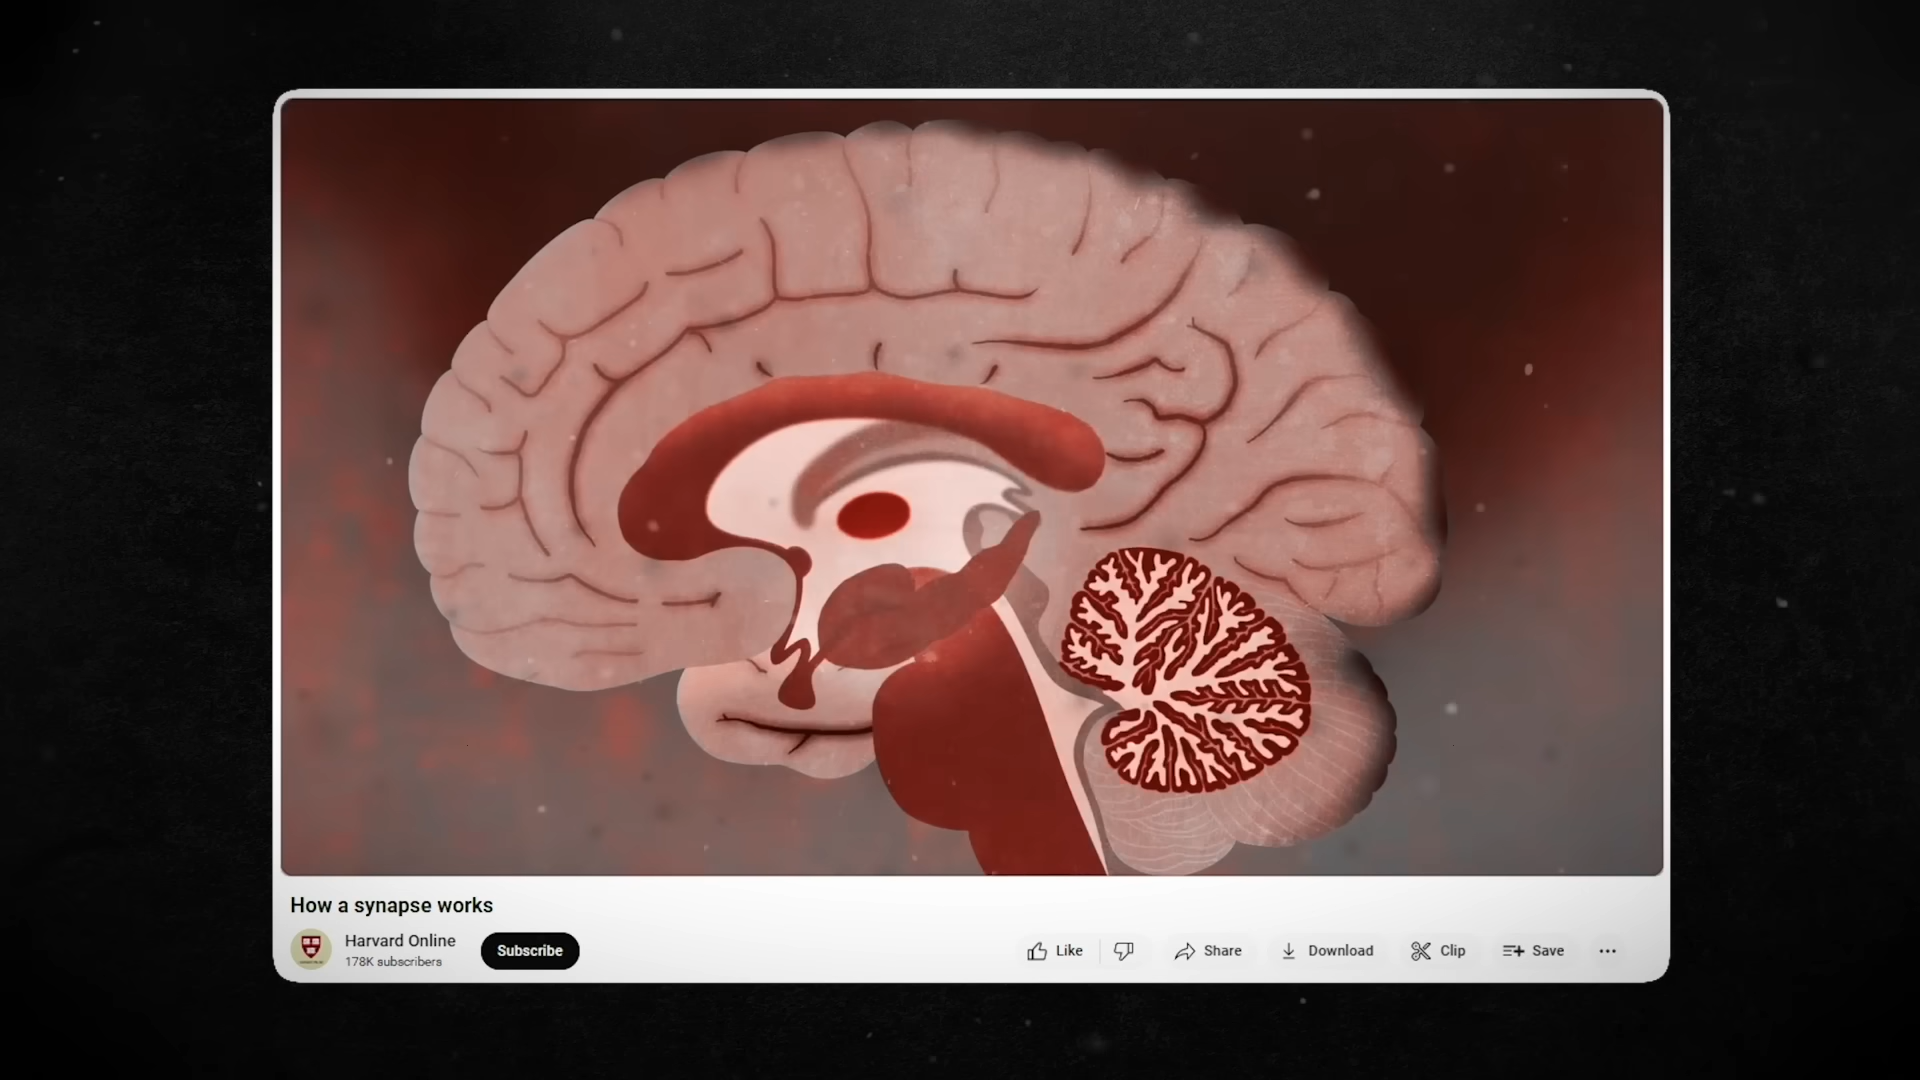 How a synapse works
Harvard Online
178K subscribers
Subscribe
Like
Share
Download
Clip
Save